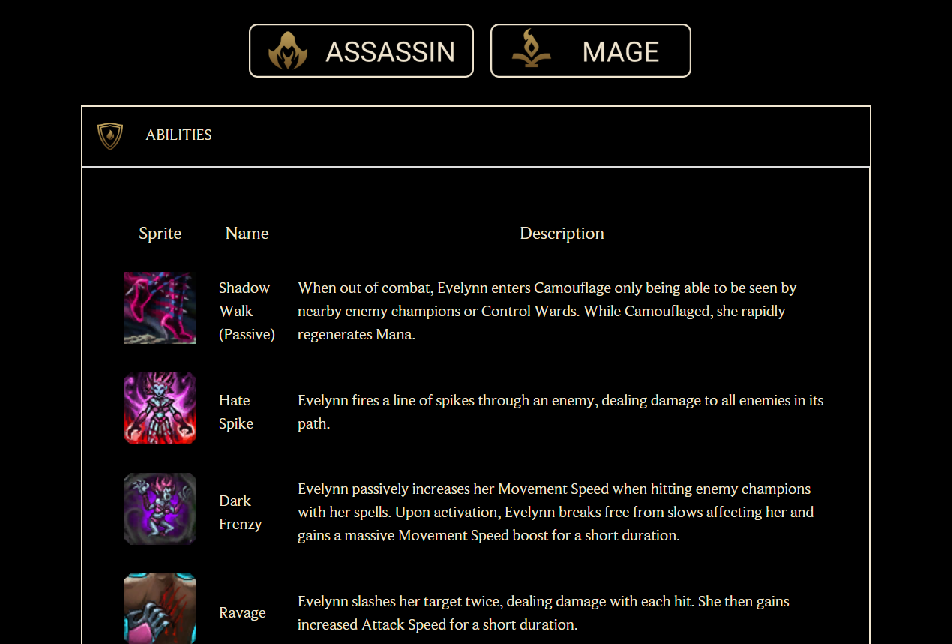 ASSASSIN MAGE
ABILITIES
Sprite Name Description
Shadow Walk (Passive)
When out of combat, Evelynn enters Camouflage only being able to be seen by
nearby enemy champions or Control Wards. While Camouflaged, she rapidly
regenerates Mana.
Hate Spike
Evelynn fires a line of spikes through an enemy, dealing damage to all enemies in its
path.
Dark Frenzy
Evelynn passively increases her Movement Speed when hitting enemy champions
with her spells. Upon activation, Evelynn breaks free from slows affecting her and
gains a massive Movement Speed boost for a short duration.
Ravage
Evelynn slashes her target twice, dealing damage with each hit. She then gains
increased Attack Speed for a short duration.